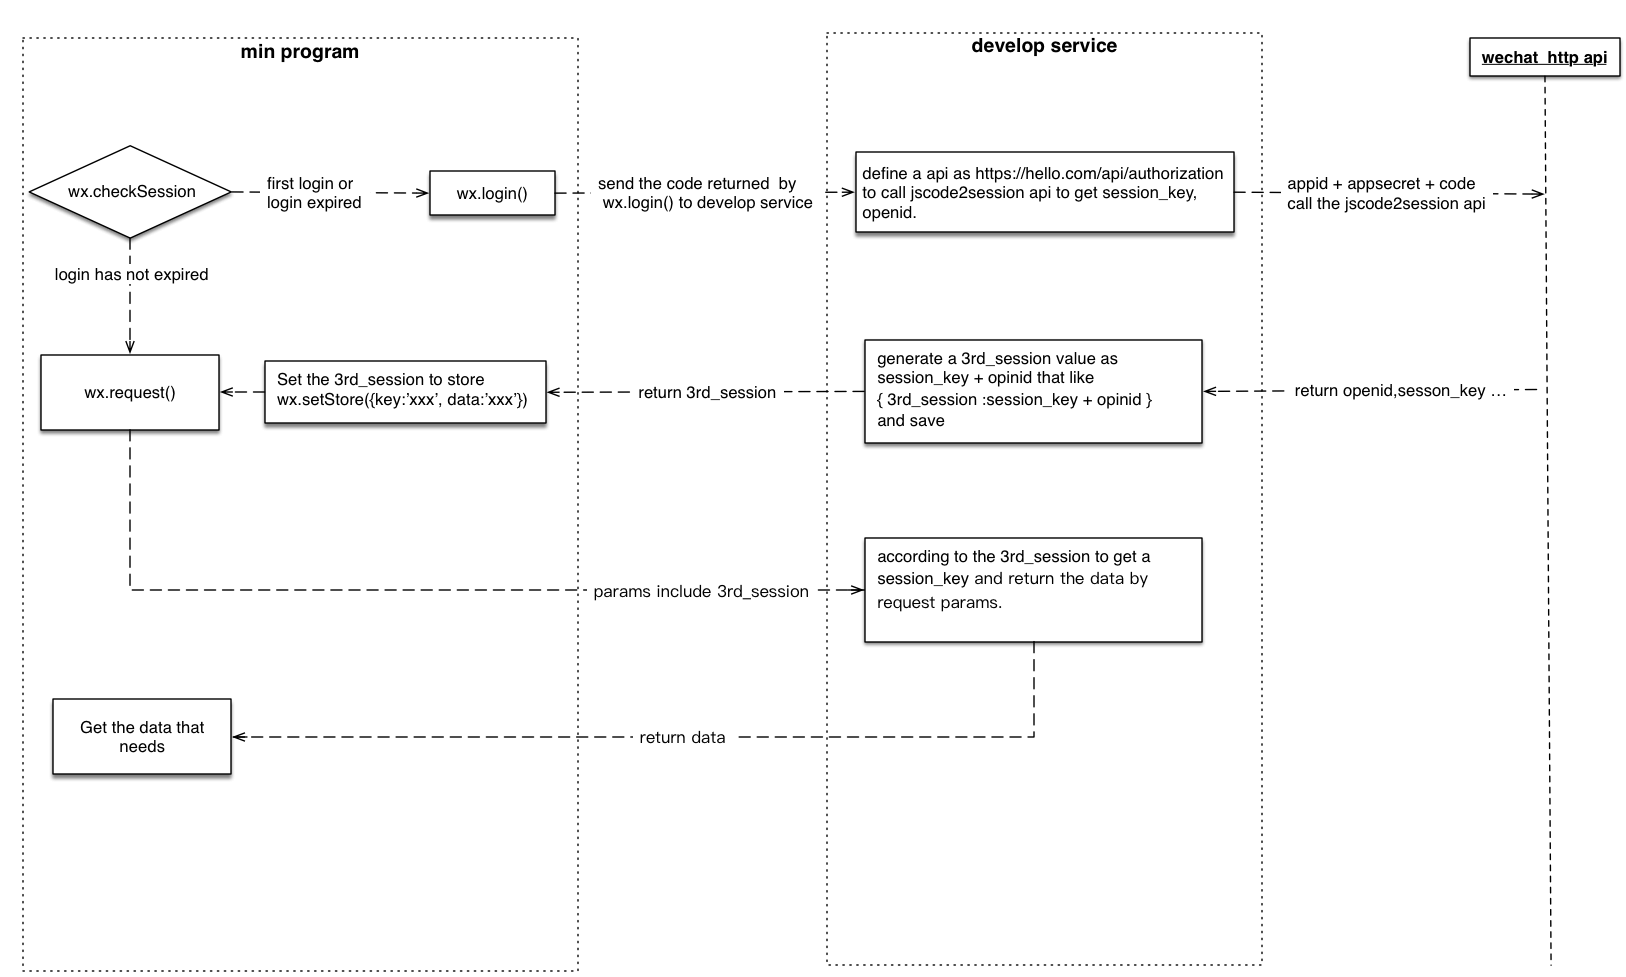 min program
develop service
wechat http api
wx.checkSession
first login or
login expired
wx.login()
send the code returned by
wx.login() to develop service
define a api as https://hello.com/api/authorization
to call jscode2session api to get session_key,
openid.
appid + appsecret + code
call the jscode2session api
login has not expired
wx.request()
Set the 3rd_session to store
wx.setStore({key:’xxx’, data:’xxx’})
return 3rd_session
generate a 3rd_session value as
session_key + opinid that like
{ 3rd_session :session_key + opinid }
and save
return openid,sesson_key …
params include 3rd_session
according to the 3rd_session to get a
session_key and return the data by
request params.
Get the data that
needs
return data